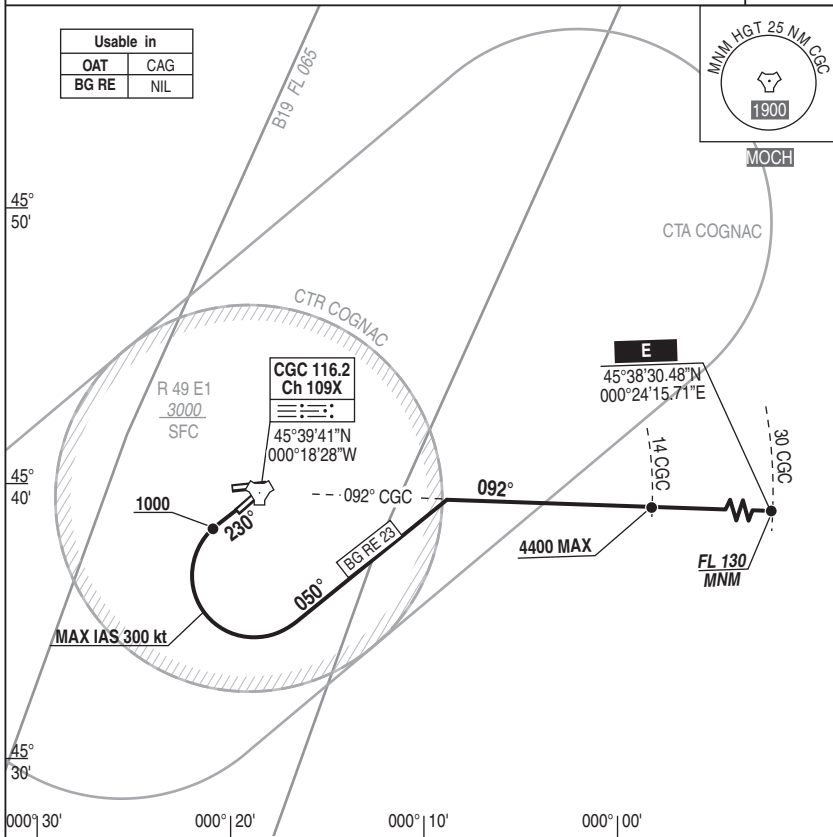 Usable in
OAT CAG
BG RE NIL
B19 FL 065
MNM HGT 25 NM CGC
1900
MOCH
45°
50'
CTA COGNAC
CTR COGNAC
R 49 E1
3000
SFC
CGC 116.2
Ch 109X
45°39'41"N
000°18'28"W
E
45°38'30.48"N
000°24'15.71"E
14 CGC
30 CGC
45°
40'
1000
230°
092° CGC
092°
BG RE 23
050°
4400 MAX
FL 130
MNM
MAX IAS 300 kt
45°
30'
000° 30'
000° 20'
000° 10'
000° 00'